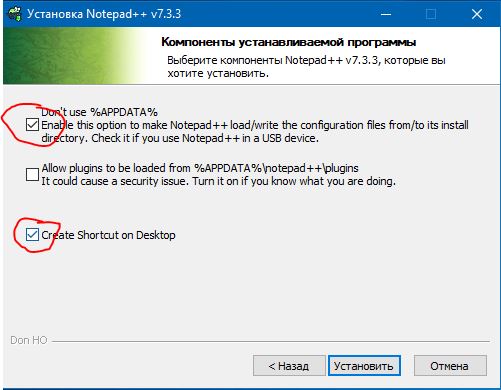 Установка Notepad++ v7.3.3
Компоненты устанавливаемой программы
Выберите компоненты Notepad++ v7.3.3, которые вы
хотите установить.
Don't use %APPDATA%
Enable this option to make Notepad++ load/write the configuration files from/to its install
directory. Check it if you use Notepad++ in a USB device.
Allow plugins to be loaded from %APPDATA%\notepad++\plugins
It could cause a security issue. Turn it on if you know what you are doing.
Create Shortcut on Desktop
Don HO
< Назад
Установить
Отмена